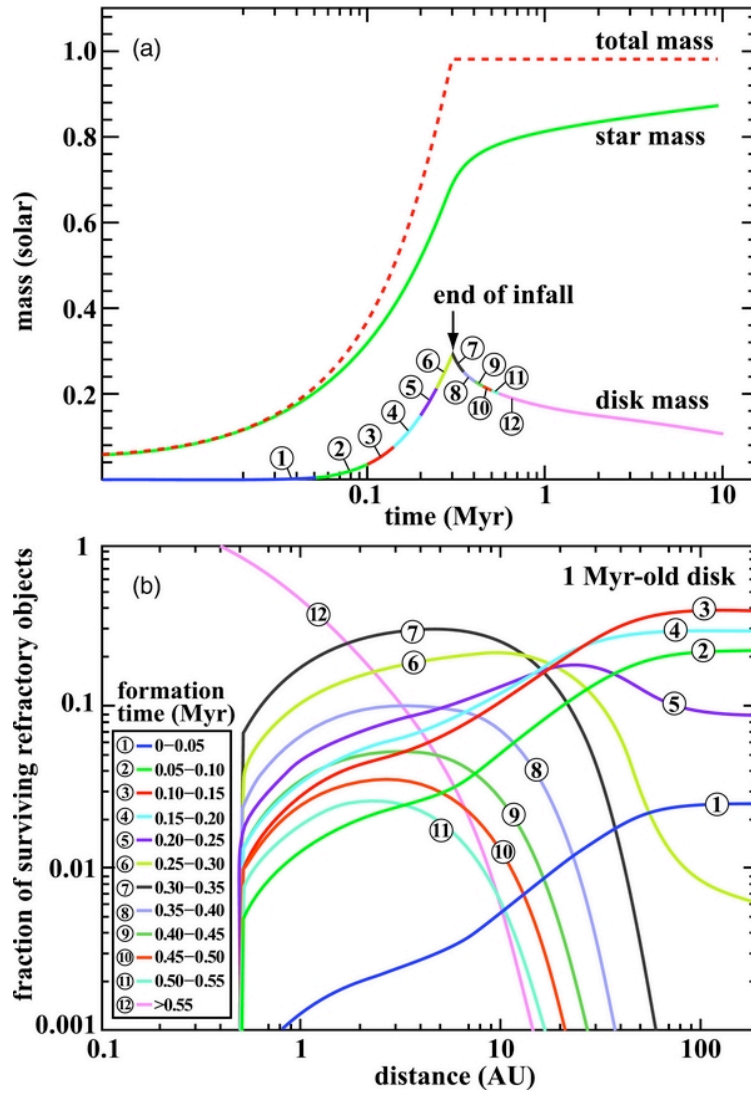 (a)
total mass
star mass
end of infall
disk mass
1.0
0.8
0.6
0.4
0.2
mass (solar)
① ② ③ ④ ⑤ ⑥ ⑦ ⑧ ⑨ ⑩ ⑪ ⑫
0.1 1 10
time (Myr)
(b)
1 Myr-old disk
1
0.1
0.01
0.001
fraction of surviving refractory objects
formation
time (Myr)
① 0–0.05
② 0.05–0.10
③ 0.10–0.15
④ 0.15–0.20
⑤ 0.20–0.25
⑥ 0.25–0.30
⑦ 0.30–0.35
⑧ 0.35–0.40
⑨ 0.40–0.45
⑩ 0.45–0.50
⑪ 0.50–0.55
⑫ >0.55
⑫ ⑦ ⑥ ③ ④ ② ⑤ ⑧ ① ⑨ ⑪ ⑩
0.1 1 10 100
distance (AU)